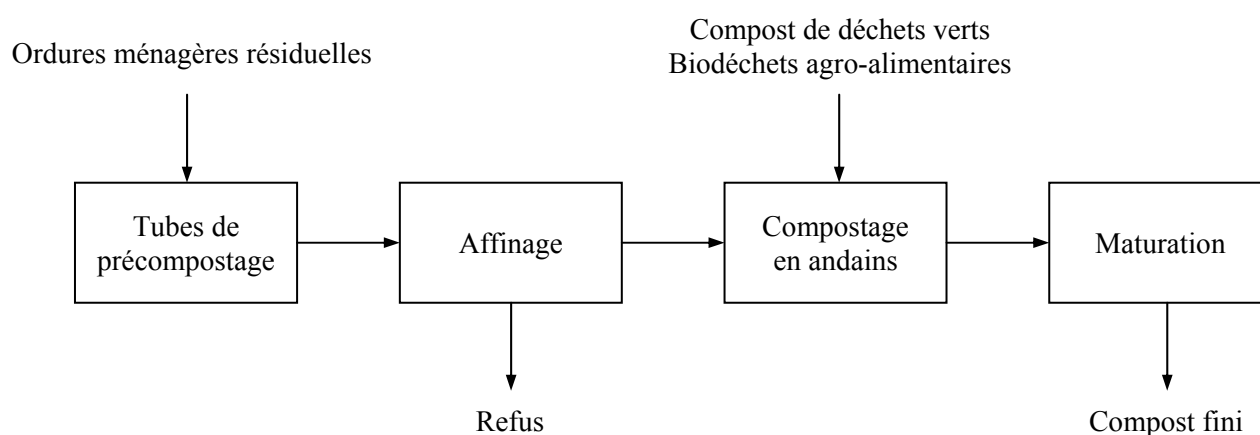 Ordures ménagères résiduelles
Compost de déchets verts
Biodéchets agro-alimentaires
Tubes de
précompostage
Affinage
Compostage
en andains
Maturation
Refus
Compost fini